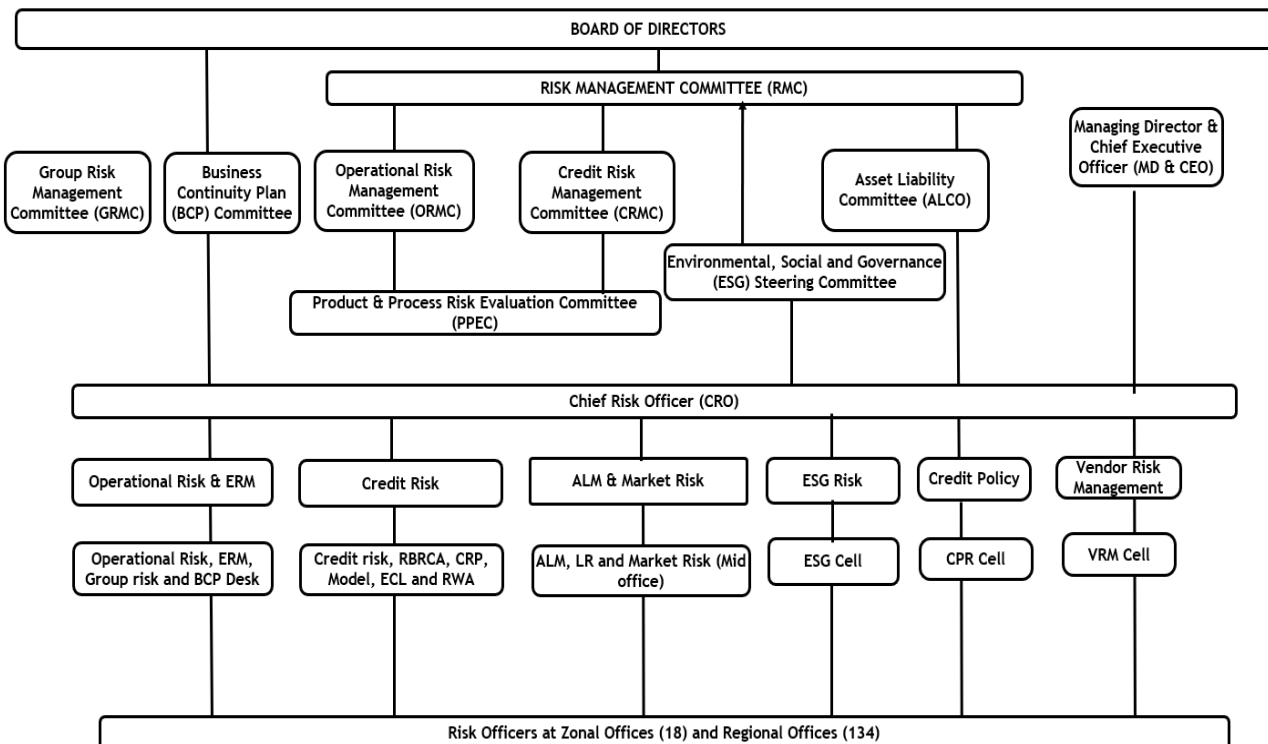 BOARD OF DIRECTORS
RISK MANAGEMENT COMMITTEE (RMC)
Managing Director &
Chief Executive
Officer (MD & CEO)
Group Risk
Management
Committee (GRMC)
Business
Continuity Plan
(BCP) Committee
Operational Risk
Management
Committee (ORMC)
Credit Risk
Management
Committee (CRMC)
Asset Liability
Committee (ALCO)
Environmental, Social and Governance
(ESG) Steering Committee
Product & Process Risk Evaluation Committee
(PPEC)
Chief Risk Officer (CRO)
Operational Risk & ERM
Credit Risk
ALM & Market Risk
ESG Risk
Credit Policy
Vendor Risk
Management
Operational Risk, ERM,
Group risk and BCP Desk
Credit risk, RBRCA, CRP,
Model, ECL and RWA
ALM, LR and Market Risk (Mid
office)
ESG Cell
CPR Cell
VRM Cell
Risk Officers at Zonal Offices (18) and Regional Offices (134)